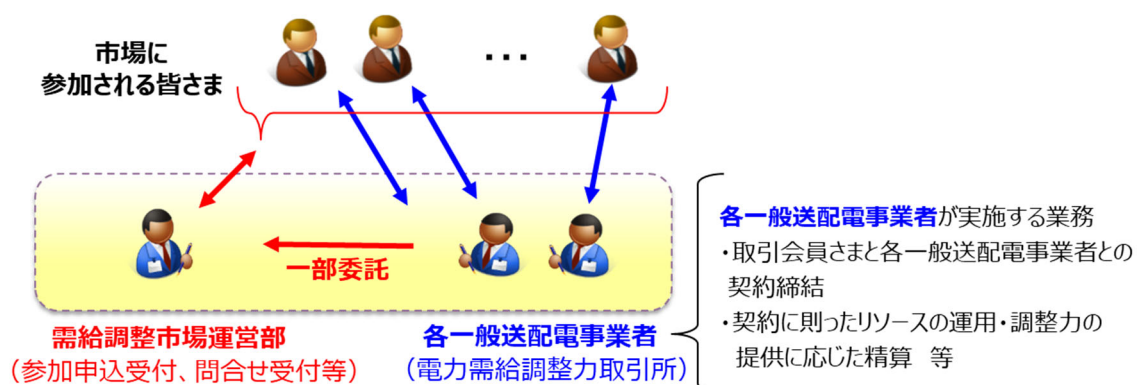 市場に
参加される皆さま
・・・
一部委託
需給調整市場運営部
（参加申込受付、問合せ受付等）
各一般送配電事業者
（電力需給調整力取引所）
各一般送配電事業者が実施する業務
・取引会員さまと各一般送配電事業者との
契約締結
・契約に則ったリソースの運用・調整力の
提供に応じた精算　等